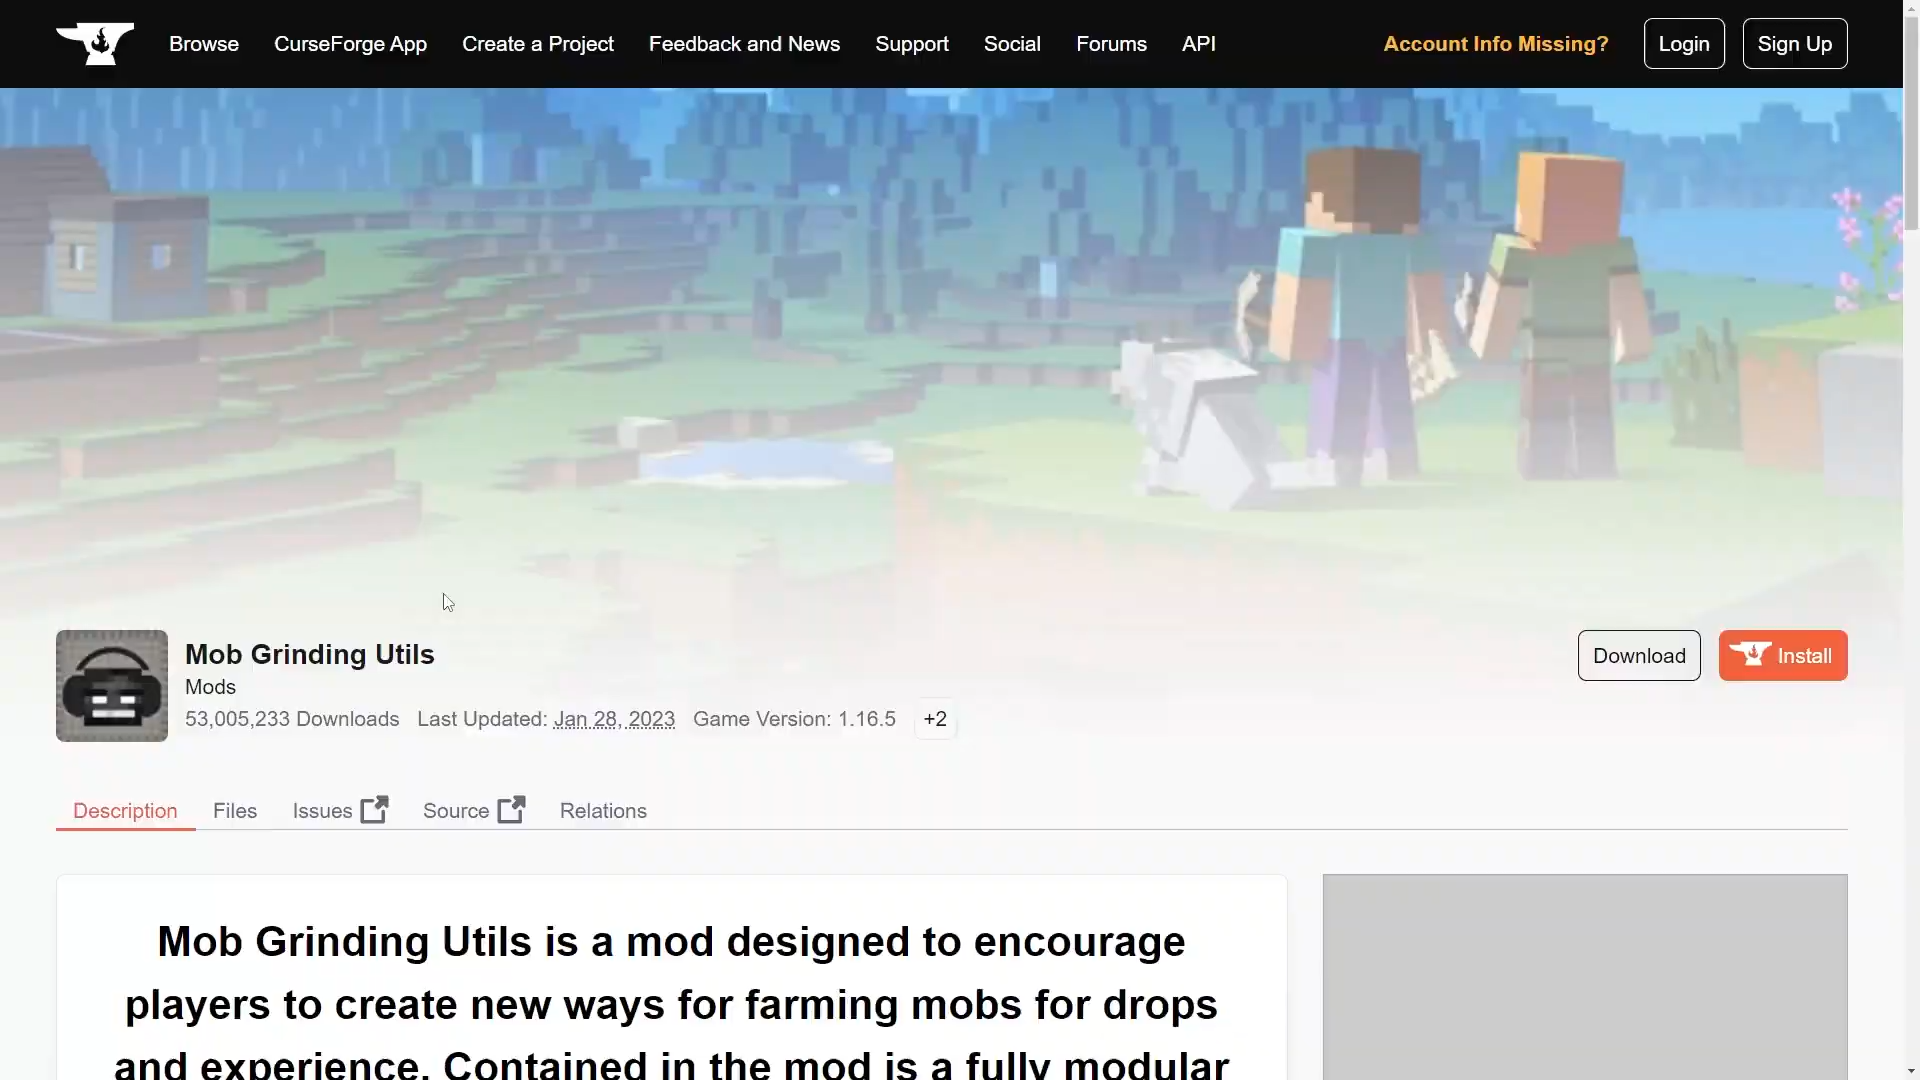 Browse CurseForge App Create a Project Feedback and News Support Social Forums API Account Info Missing? Login Sign Up
Mob Grinding Utils
Download Install
Mods
53,005,233 Downloads Last Updated: Jan 28, 2023 Game Version: 1.16.5 +2
Description Files Issues Source Relations
Mob Grinding Utils is a mod designed to encourage
players to create new ways for farming mobs for drops
and experience. Contained in the mod is a fully modular